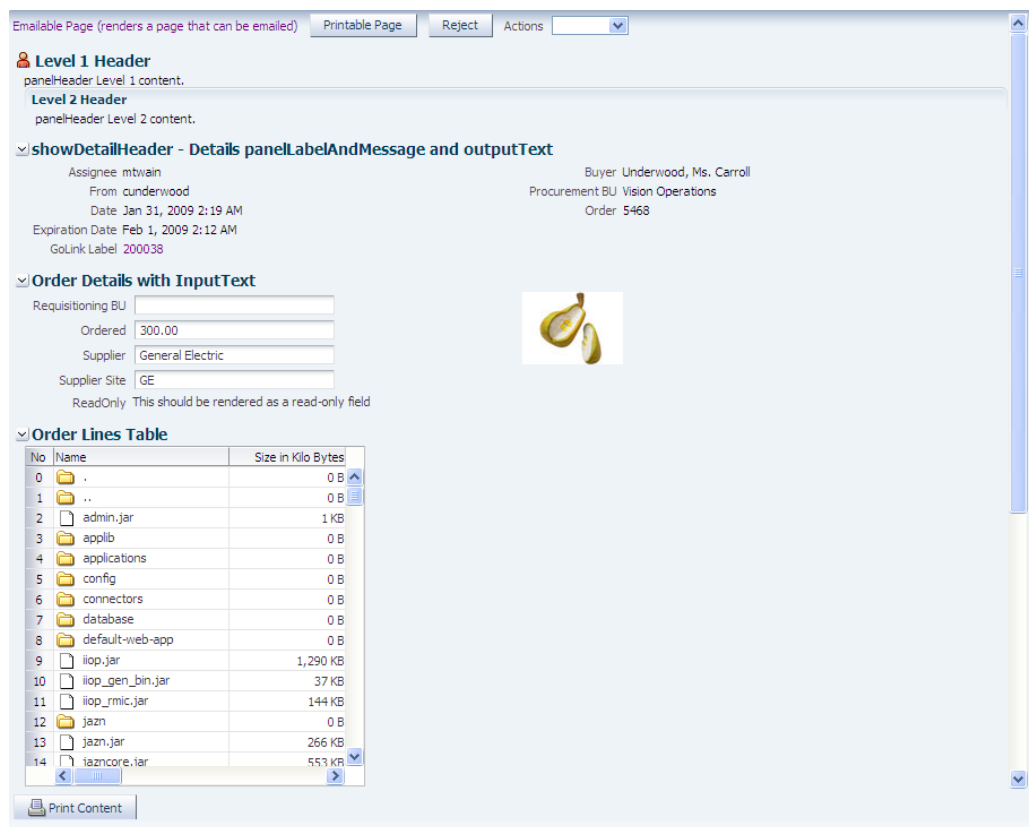 Emailable Page (renders a page that can be emailed) Printable Page Reject Actions
Level 1 Header
panelHeader Level 1 content.
Level 2 Header
panelHeader Level 2 content.
showDetailHeader - Details panelLabelAndMessage and outputText
Assignee mtwain Buyer Underwood, Ms. Carroll
From cunderwood Procurement BU Vision Operations
Date Jan 31, 2009 2:19 AM Order 5468
Expiration Date Feb 1, 2009 2:12 AM
GoLink Label 200038
Order Details with InputText
Requisitioning BU
Ordered 300.00
Supplier General Electric
Supplier Site GE
ReadOnly This should be rendered as a read-only field
Order Lines Table
No Name Size in Kilo Bytes
0 . 0 B
1 .. 0 B
2 admin.jar 1 KB
3 applib 0 B
4 applications 0 B
5 config 0 B
6 connectors 0 B
7 database 0 B
8 default-web-app 0 B
9 iiop.jar 1,290 KB
10 iiop_gen_bin.jar 37 KB
11 iiop_rmic.jar 144 KB
12 jazn 0 B
13 jazn.jar 266 KB
14 jazncore.jar 553 KB
Print Content